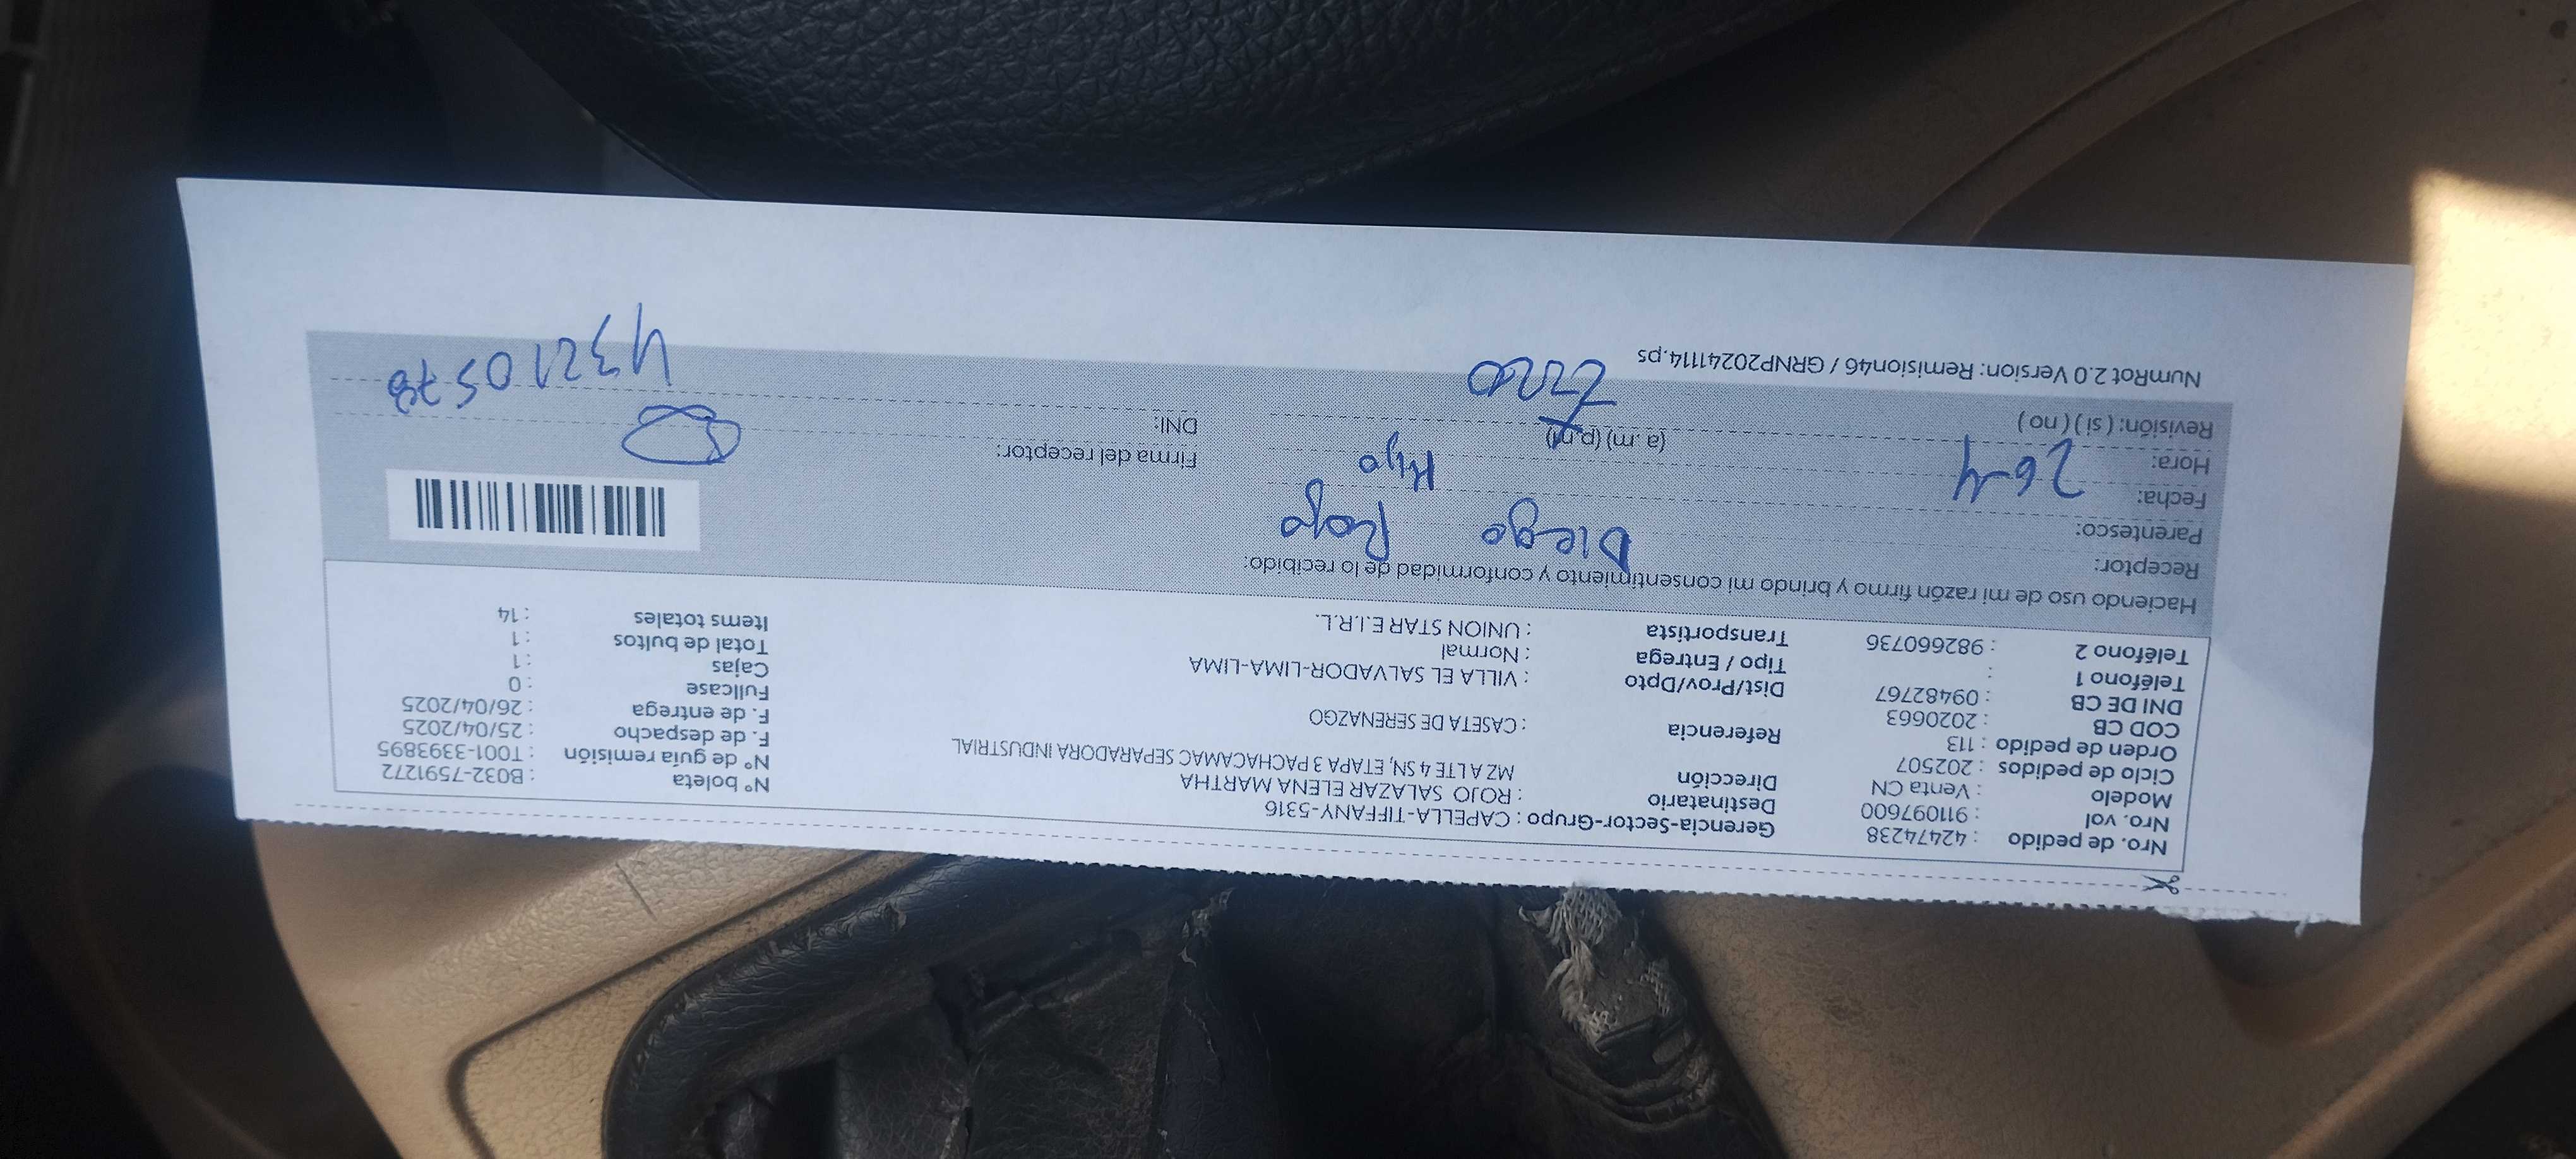 Nro. de pedido : 42474238 Gerencia-Sector-Grupo : CAPELLA-TIFFANY-5316 N° boleta : B032-7591272
Nro. vol : 911097600 Destinatario : ROJO SALAZAR ELENA MARTHA N° de guía remisión : T001-3393895
Modelo : Venta CN Dirección MZ A LTE 4 SN, ETAPA 3 PACHACAMAC SEPARADORA INDUSTRIAL F. de despacho : 25/04/2025
Ciclo de pedidos : 202507 F. de entrega : 26/04/2025
Orden de pedido : 113 Referencia : CASETA DE SERENAZGO Fullcase : 0
COD CB : 2020663 Dist/Prov/Dpto : VILLA EL SALVADOR-LIMA-LIMA Cajas : 1
DNI DE CB : 09482767 Tipo / Entrega : Normal Total de bultos : 1
Teléfono 1 : Transportista : UNION STAR E.I.R.L. Items totales : 14
Teléfono 2 : 982660736
Haciendo uso de mi razón firmo y brindo mi consentimiento y conformidad de lo recibido:
Receptor: Diego Rojo
Parentesco: Hijo
Fecha: 26-4 Firma del receptor:
Hora: (a.m) (p.m) DNI: 43210578
Revisión: ( si ) ( no )
NumRot 2.0 Version: Remision46 / GRNP20241114.ps